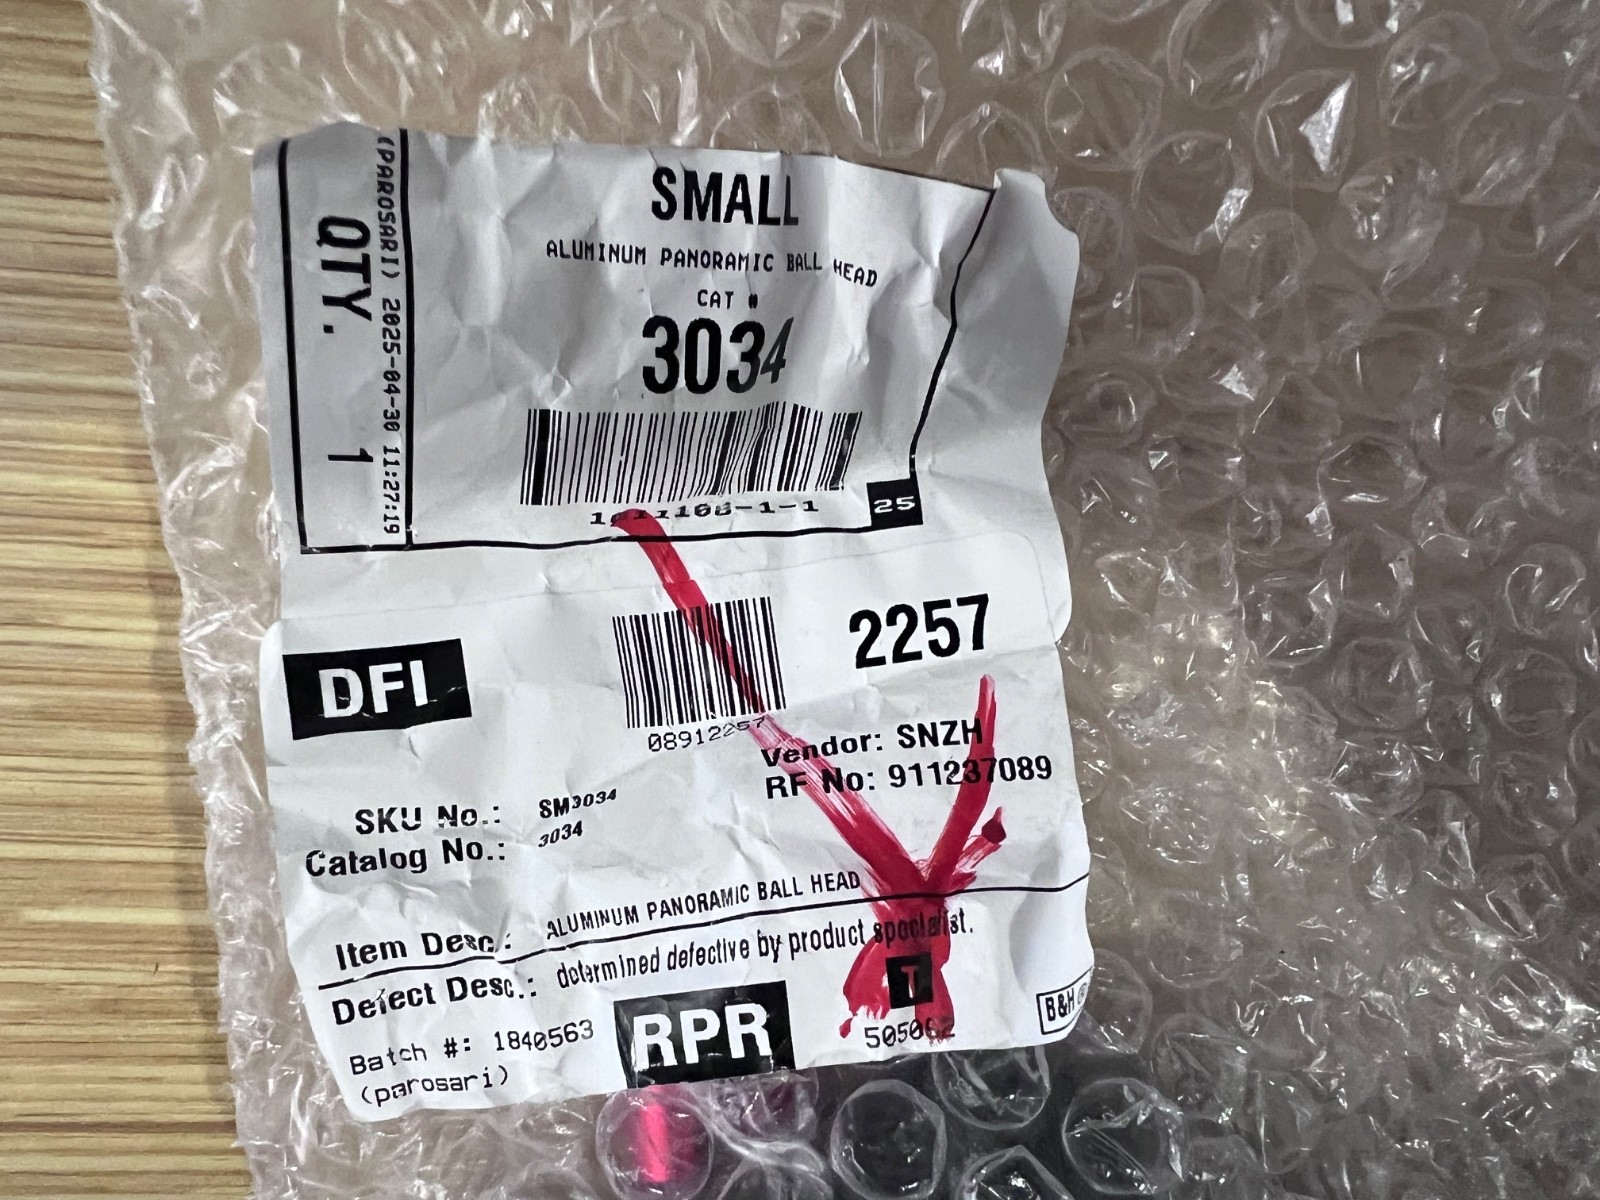 SMALL
ALUMINUM PANORAMIC BALL HEAD
CAT #
3034
25
(PAROSARI) 2025-04-30 11:27:19
QTY. 1
DFI
08912257
2257
Vendor: SNZH
RF No: 911237089
SKU No.: SM3034
Catalog No.: 3034
Item Desc.: ALUMINUM PANORAMIC BALL HEAD
Defect Desc.: determined defective by product specialist.
Batch #: 1840563
(parosari)
RPR
T
B&H